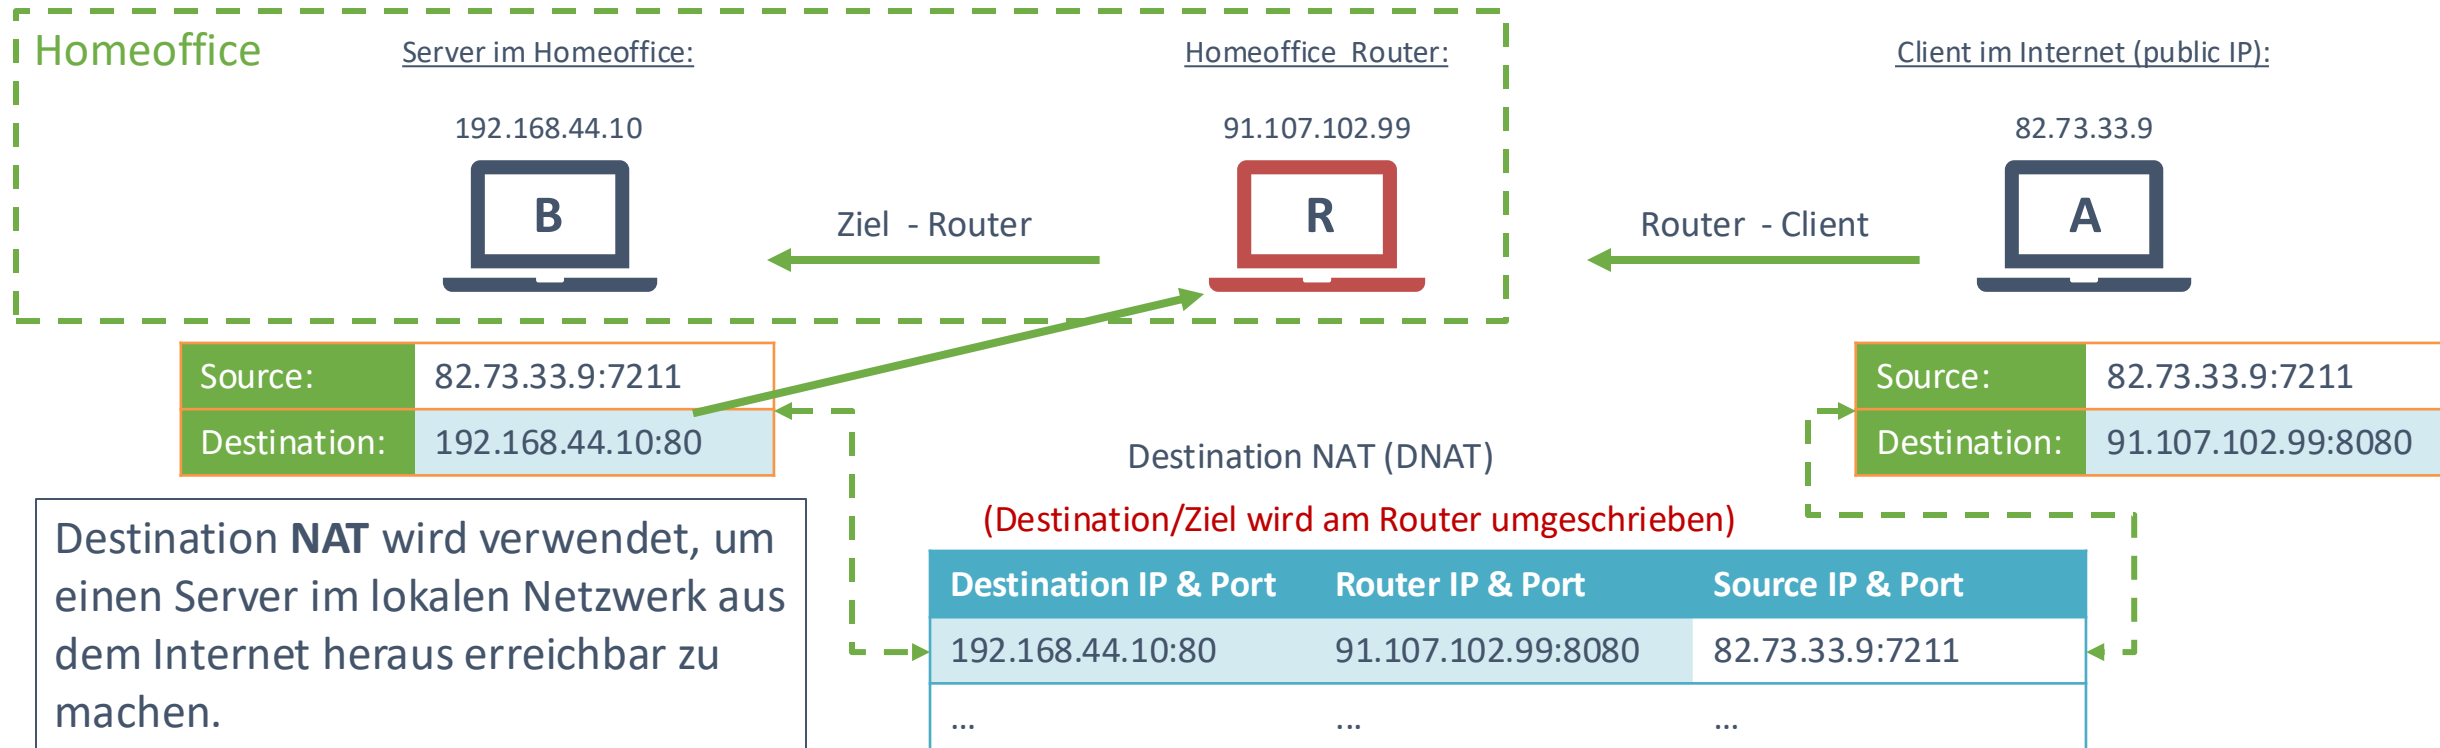 Homeoffice
Server im Homeoffice:
Homeoffice Router:
Client im Internet (public IP):
192.168.44.10
91.107.102.99
82.73.33.9
B
Ziel - Router
R
Router - Client
A
Source: 82.73.33.9:7211
Destination: 192.168.44.10:80
Source: 82.73.33.9:7211
Destination: 91.107.102.99:8080
Destination NAT (DNAT)
(Destination/Ziel wird am Router umgeschrieben)
Destination NAT wird verwendet, um
einen Server im lokalen Netzwerk aus
dem Internet heraus erreichbar zu
machen.
Destination IP & Port Router IP & Port Source IP & Port
192.168.44.10:80 91.107.102.99:8080 82.73.33.9:7211
... ... ...